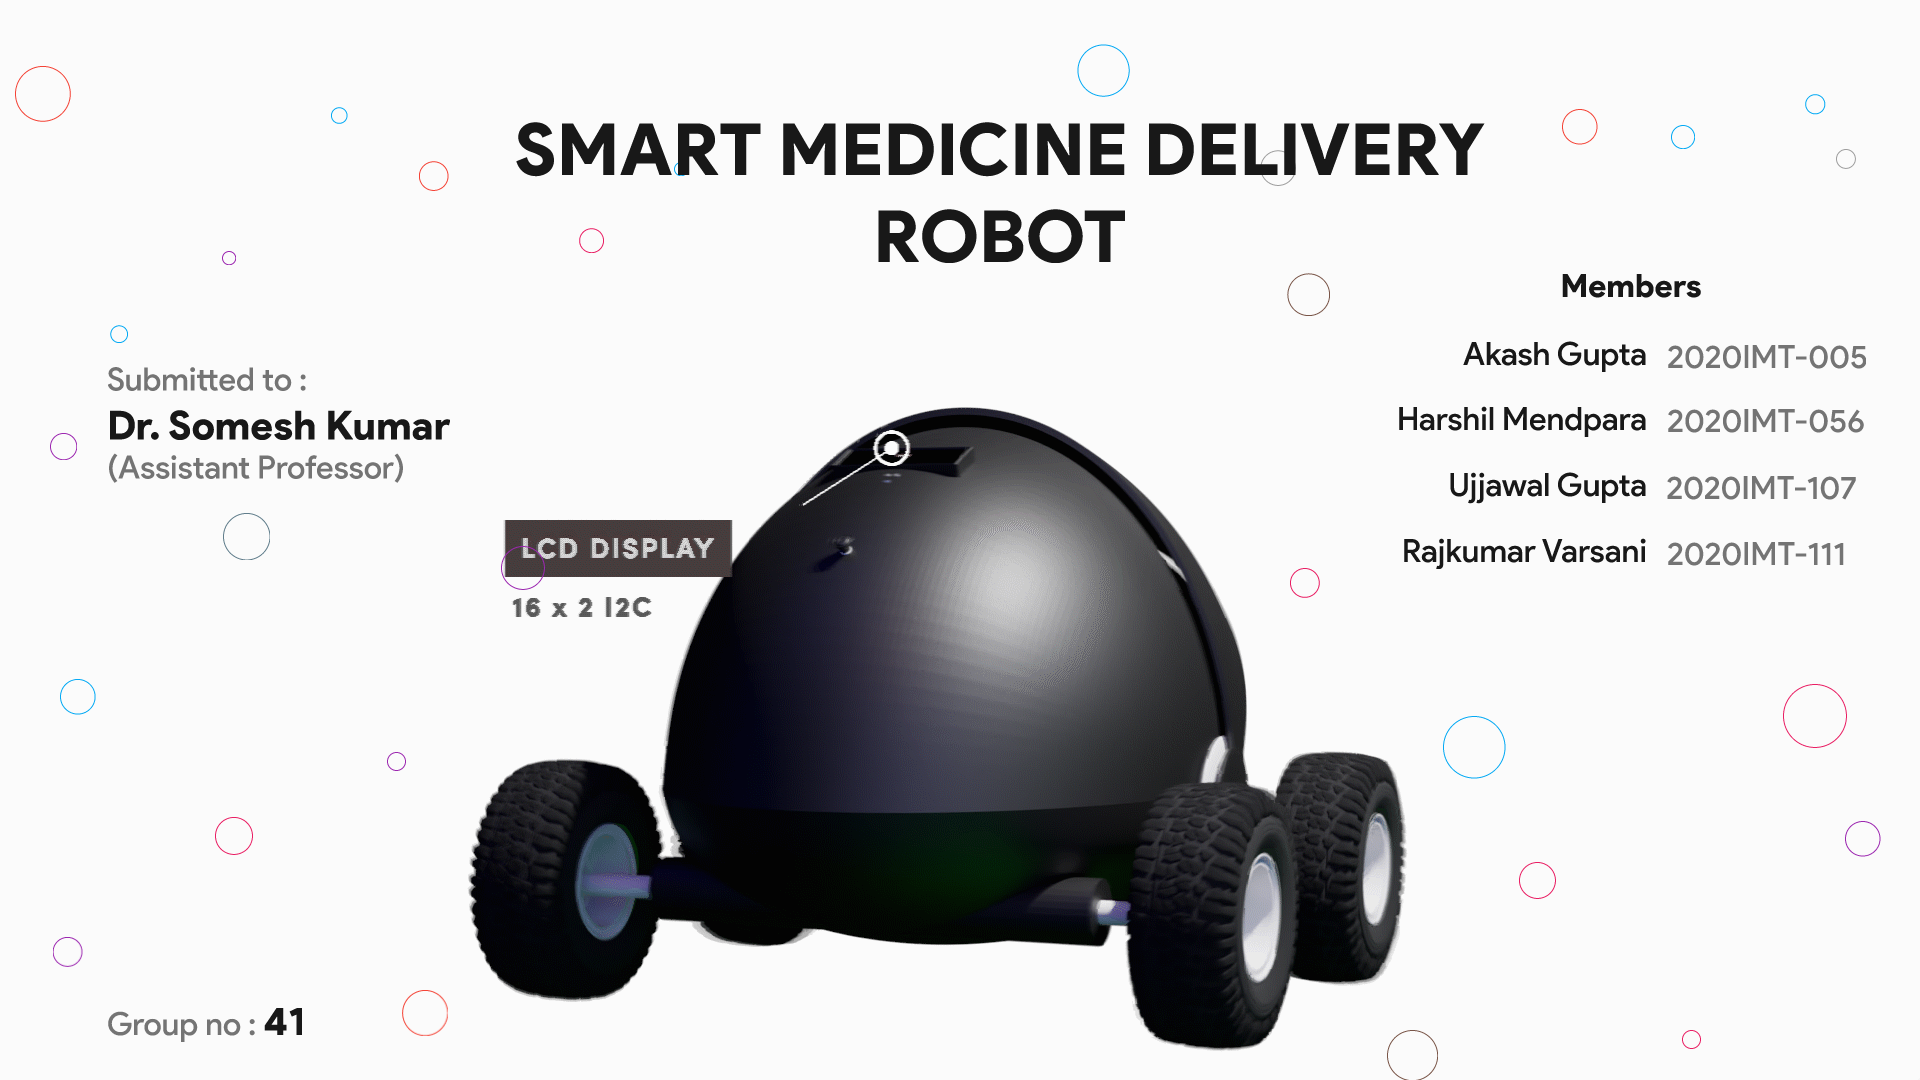 SMART MEDICINE DELIVERY
ROBOT
Submitted to :
Dr. Somesh Kumar
(Assistant Professor)
LCD DISPLAY
16 x 2 I2C
Members
Akash Gupta 2020IMT-005
Harshil Mendpara 2020IMT-056
Ujjawal Gupta 2020IMT-107
Rajkumar Varsani 2020IMT-111
Group no : 41